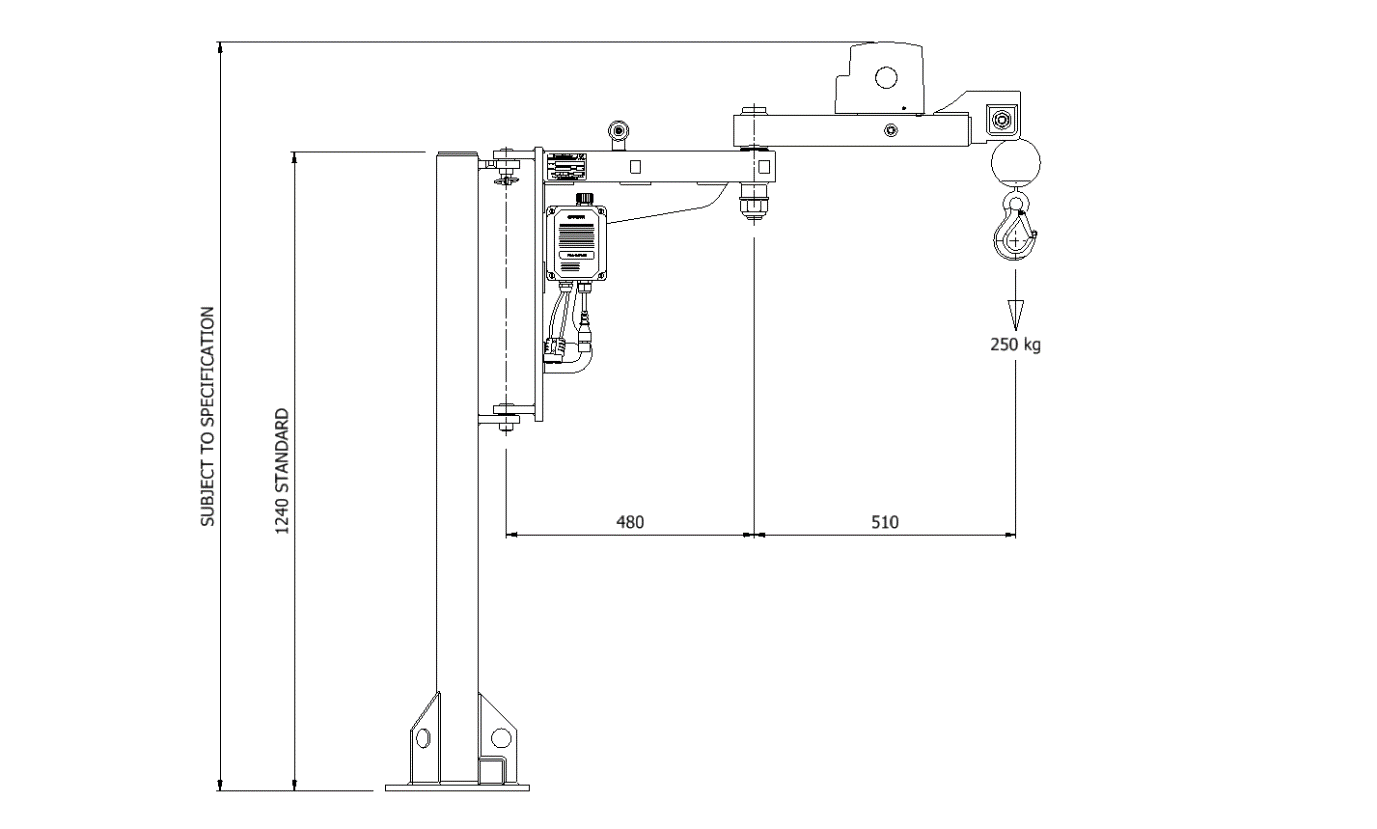 250 kg
SUBJECT TO SPECIFICATION
1240 STANDARD
480
510